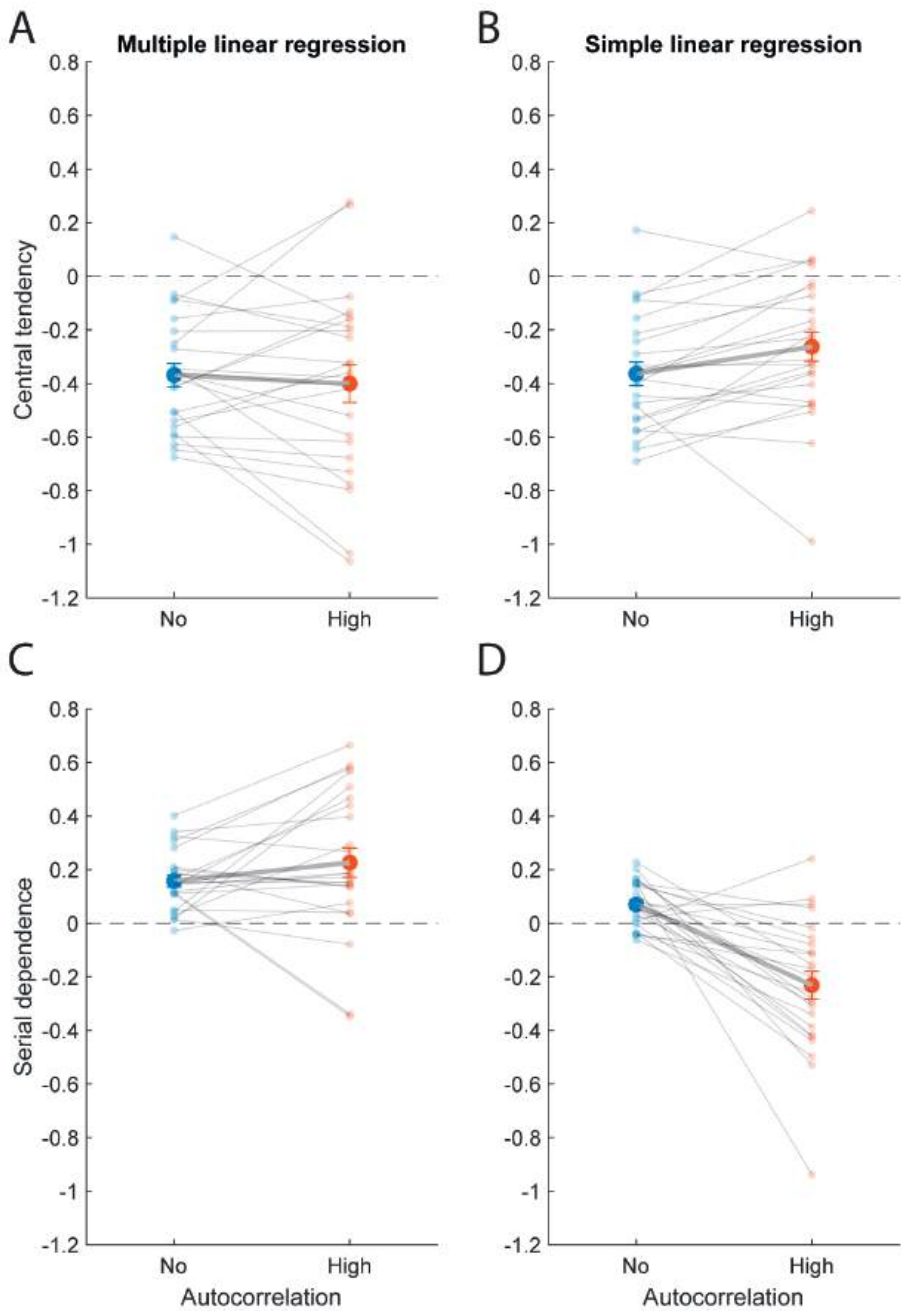 A
Multiple linear regression
0.8
0.6
0.4
0.2
0
-0.2
-0.4
-0.6
-0.8
-1
-1.2
Central tendency
No
High
B
Simple linear regression
0.8
0.6
0.4
0.2
0
-0.2
-0.4
-0.6
-0.8
-1
-1.2
No
High
C
0.8
0.6
0.4
0.2
0
-0.2
-0.4
-0.6
-0.8
-1
-1.2
Serial dependence
No
High
Autocorrelation
D
0.8
0.6
0.4
0.2
0
-0.2
-0.4
-0.6
-0.8
-1
-1.2
No
High
Autocorrelation